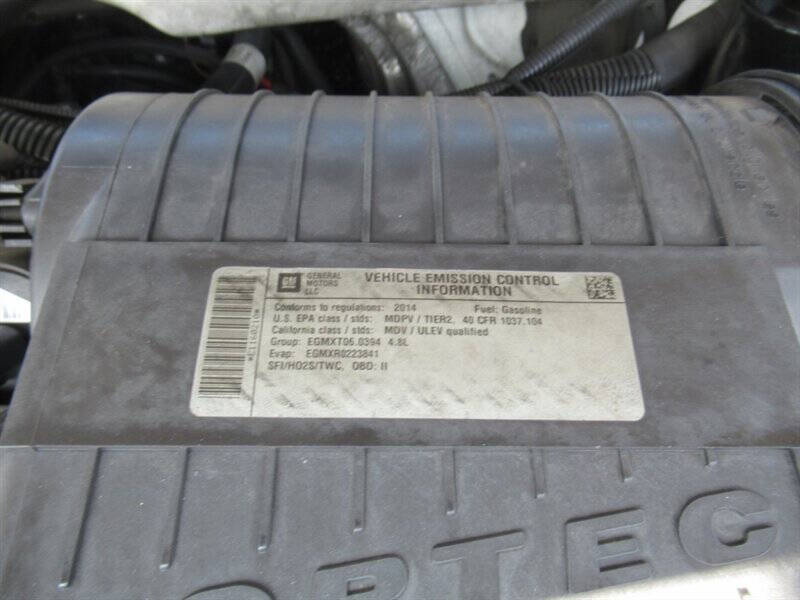 GM GENERAL MOTORS LLC
VEHICLE EMISSION CONTROL INFORMATION
Conforms to regulations: 2014 Fuel: Gasoline
U.S. EPA class / stds: MDPV / TIER2, 40 CFR 1037.104
California class / stds: MDV / ULEV qualified
Group: EGMXT06.0394 4.8L
Evap: EGMXR0223841
SFI/HO2S/TWC, OBD: II